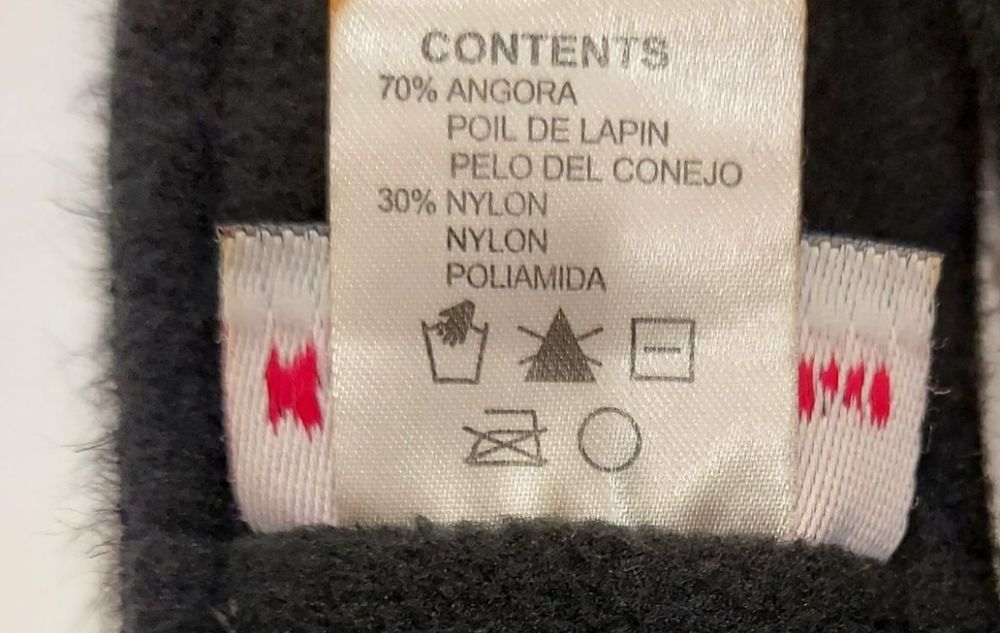 CONTENTS
70% ANGORA
POIL DE LAPIN
PELO DEL CONEJO
30% NYLON
NYLON
POLIAMIDA